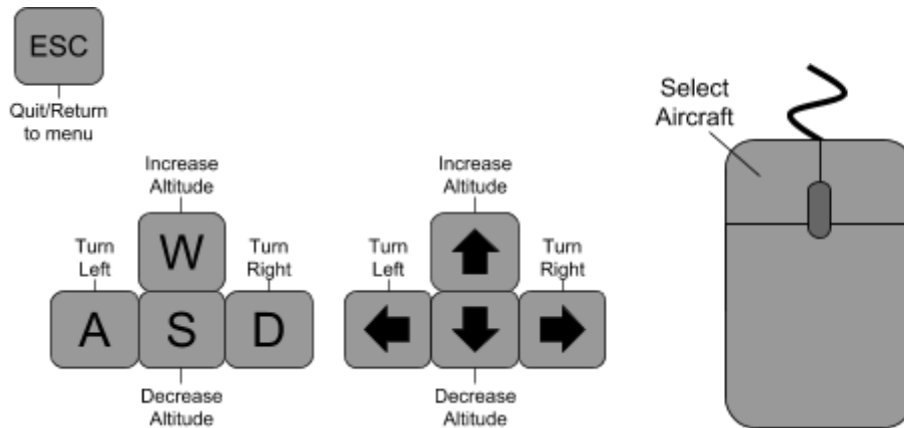 ESC
Quit/Return
to menu
Select
Aircraft
Increase
Altitude
Turn
Left
W
Turn
Right
A
S
D
Decrease
Altitude
Increase
Altitude
Turn
Left
Turn
Right
Decrease
Altitude